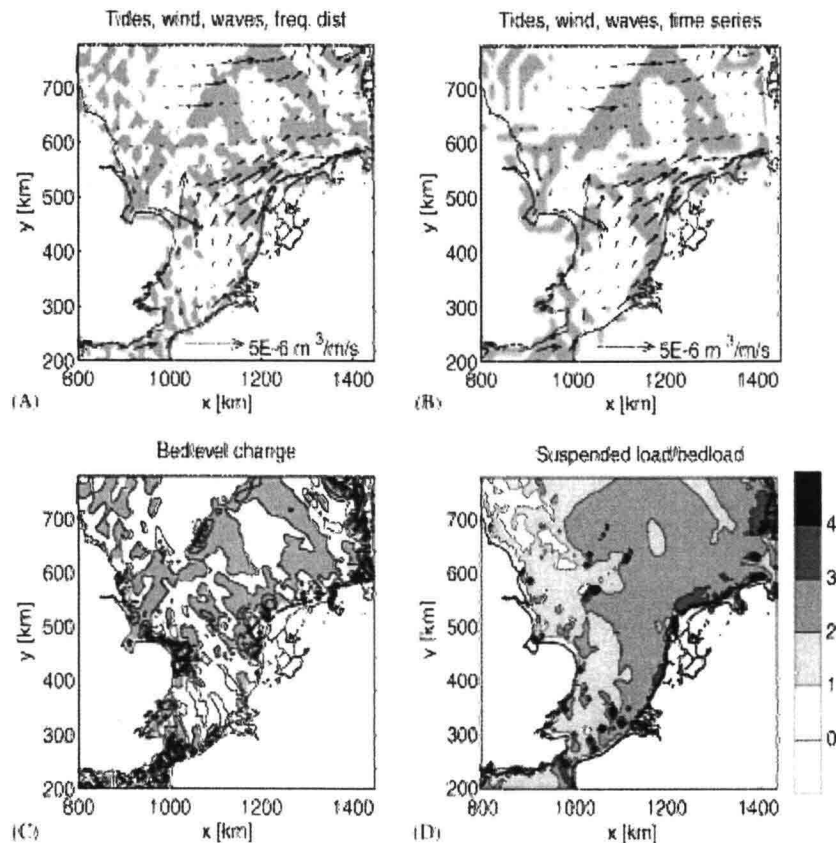 Tides, wind, waves, freq. dist
Tides, wind, waves, time series
y [km]
700
600
500
400
300
200
5E-6 m³/m/s
800 1000 1200 1400
(A)
x [km]
y [km]
700
600
500
400
300
200
5E-6 m³/m/s
800 1000 1200 1400
(B)
x [km]
Bedlevel change
Suspended load/bedload
y [km]
700
600
500
400
300
200
800 1000 1200 1400
(C)
x [km]
y [km]
700
600
500
400
300
200
800 1000 1200 1400
(D)
x [km]
4
3
2
1
0